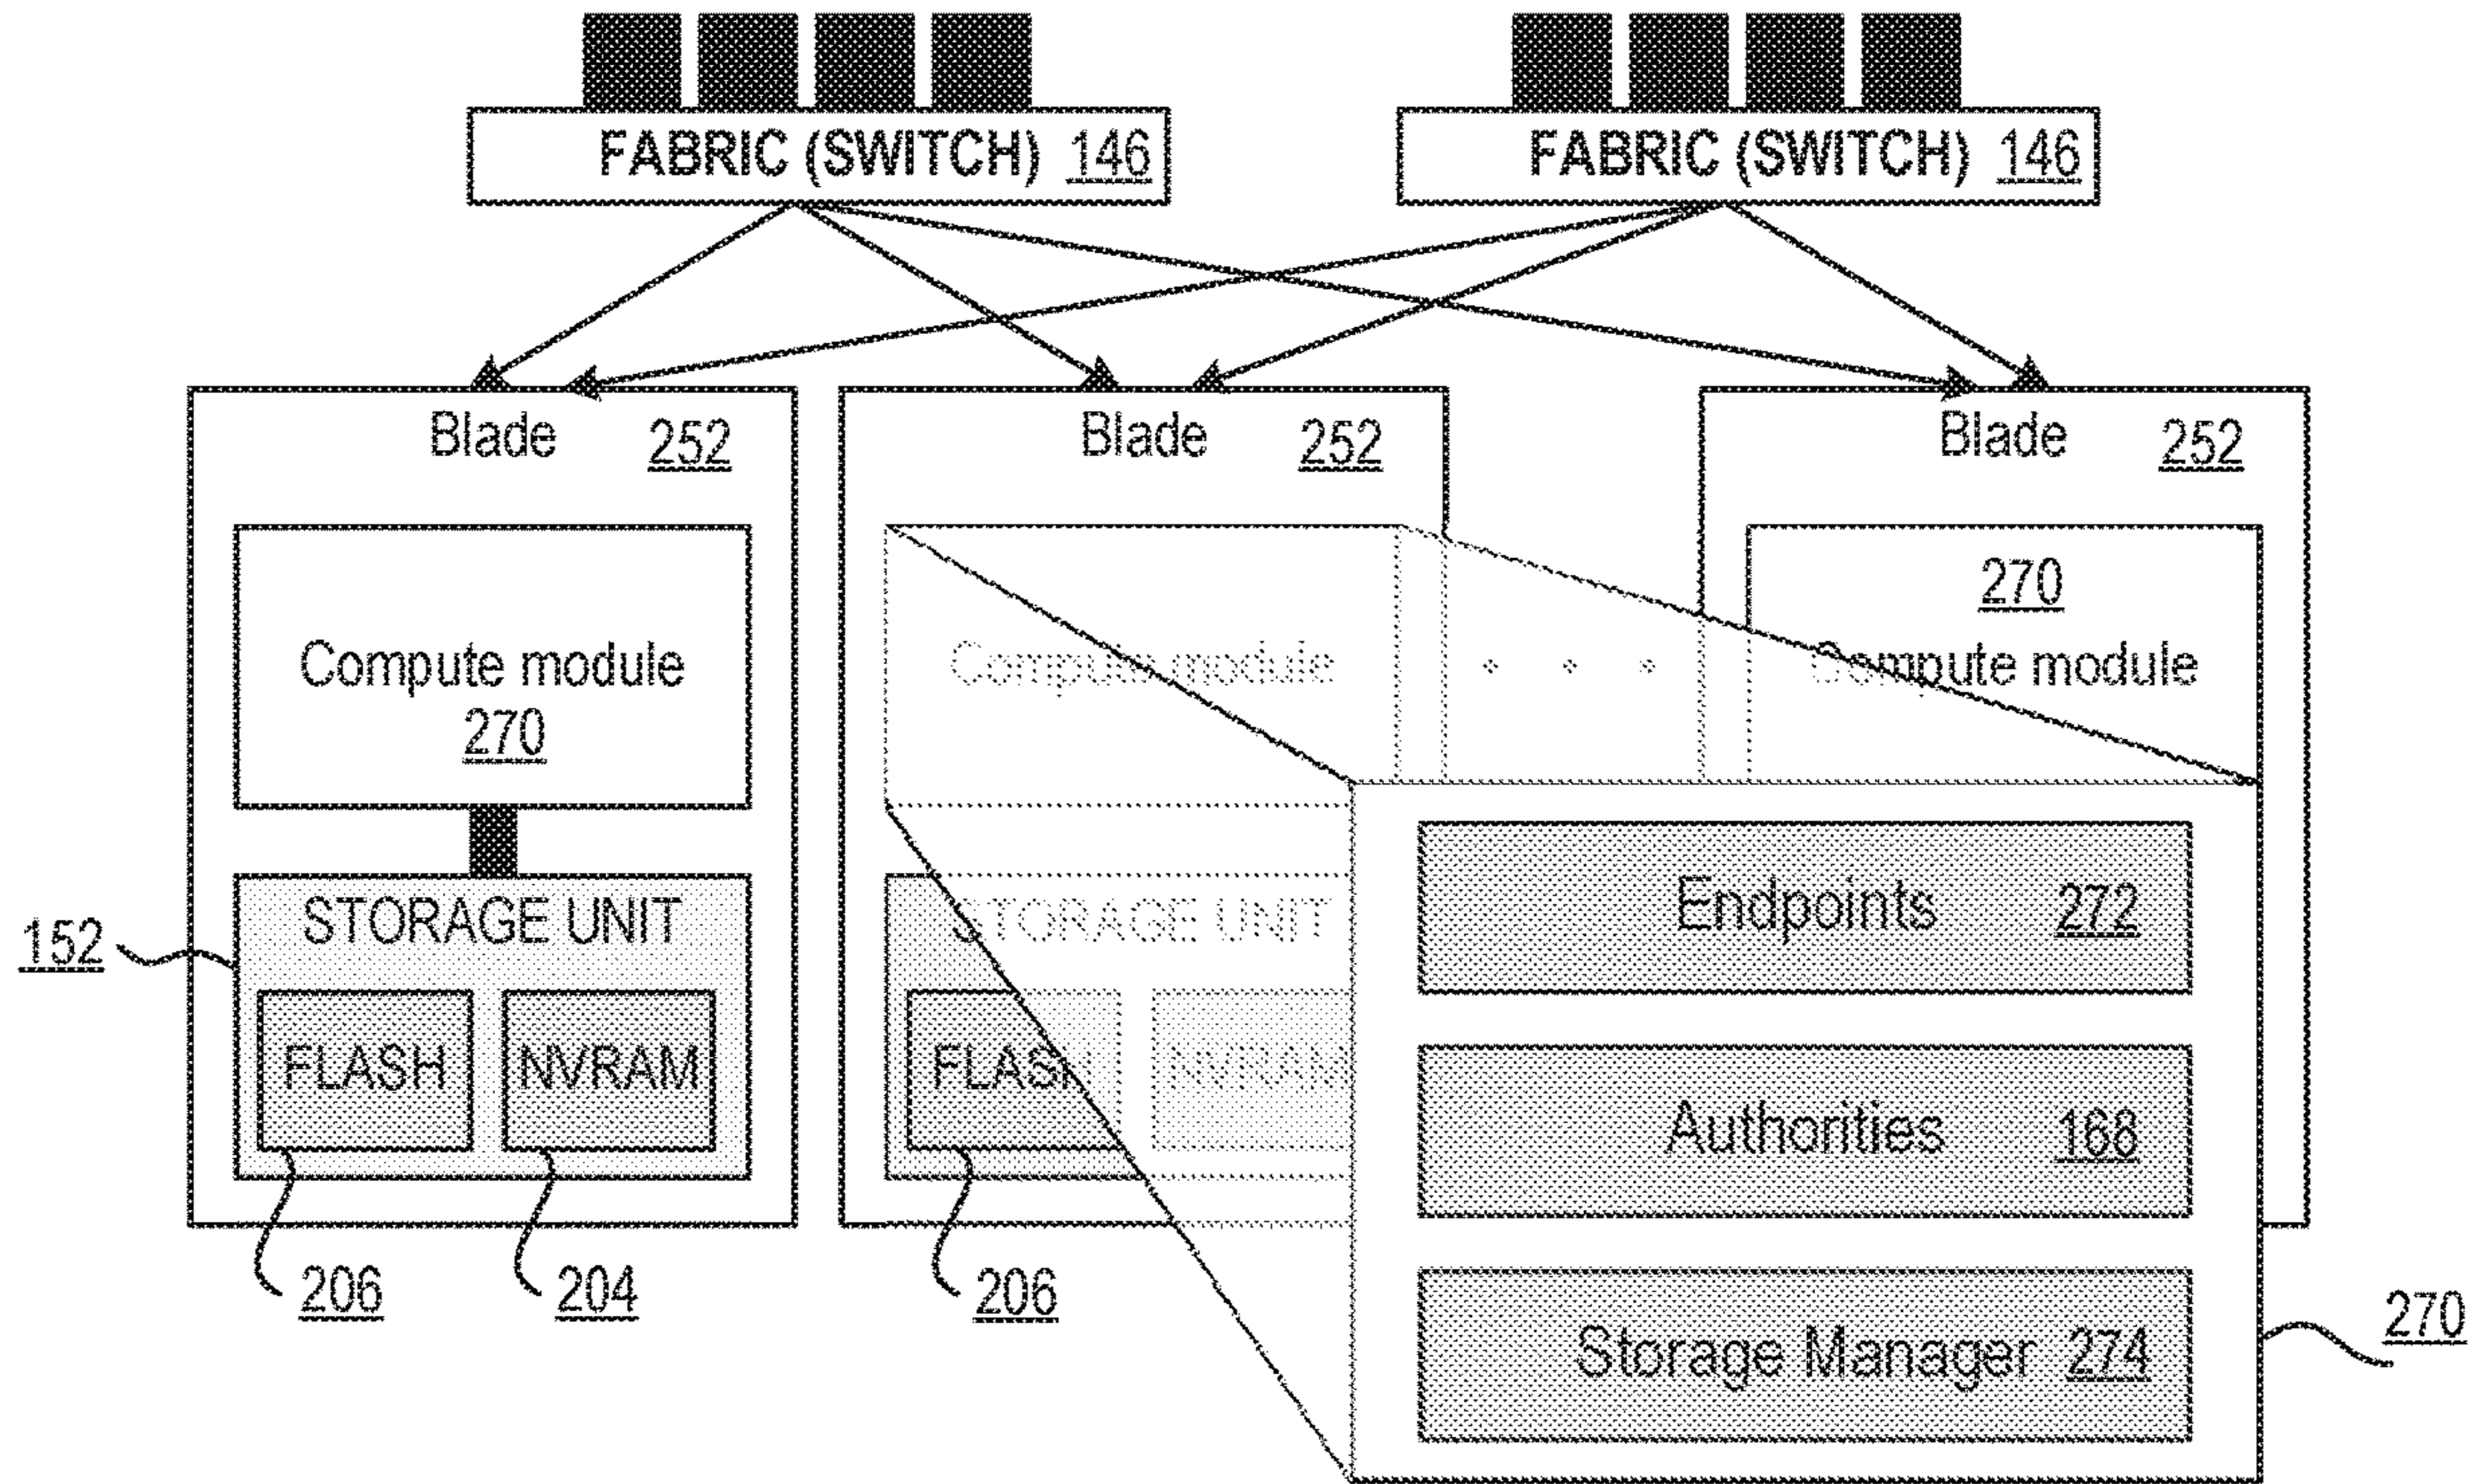 FABRIC (SWITCH) 146
FABRIC (SWITCH) 146
Blade 252
Blade 252
Blade 252
Compute module
270
Compute module
270
Compute module
152
STORAGE UNIT
FLASH
NVRAM
206
204
STORAGE UNIT
FLASH
NVRAM
206
Endpoints 272
Authorities 168
Storage Manager 274
270